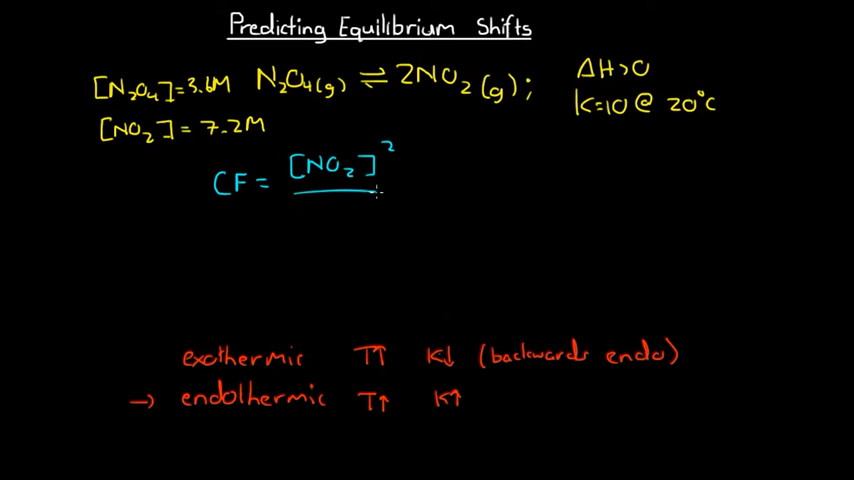 Predicting Equilibrium Shifts
[N₂O₄]=3.6M N₂O₄(g) ⇌ 2NO₂(g); ΔH>0
[NO₂]=7.2M K=10 @ 20°C
CF = [NO₂]²
exothermic T↑ K↓ (backwards endo)
→ endothermic T↑ K↑